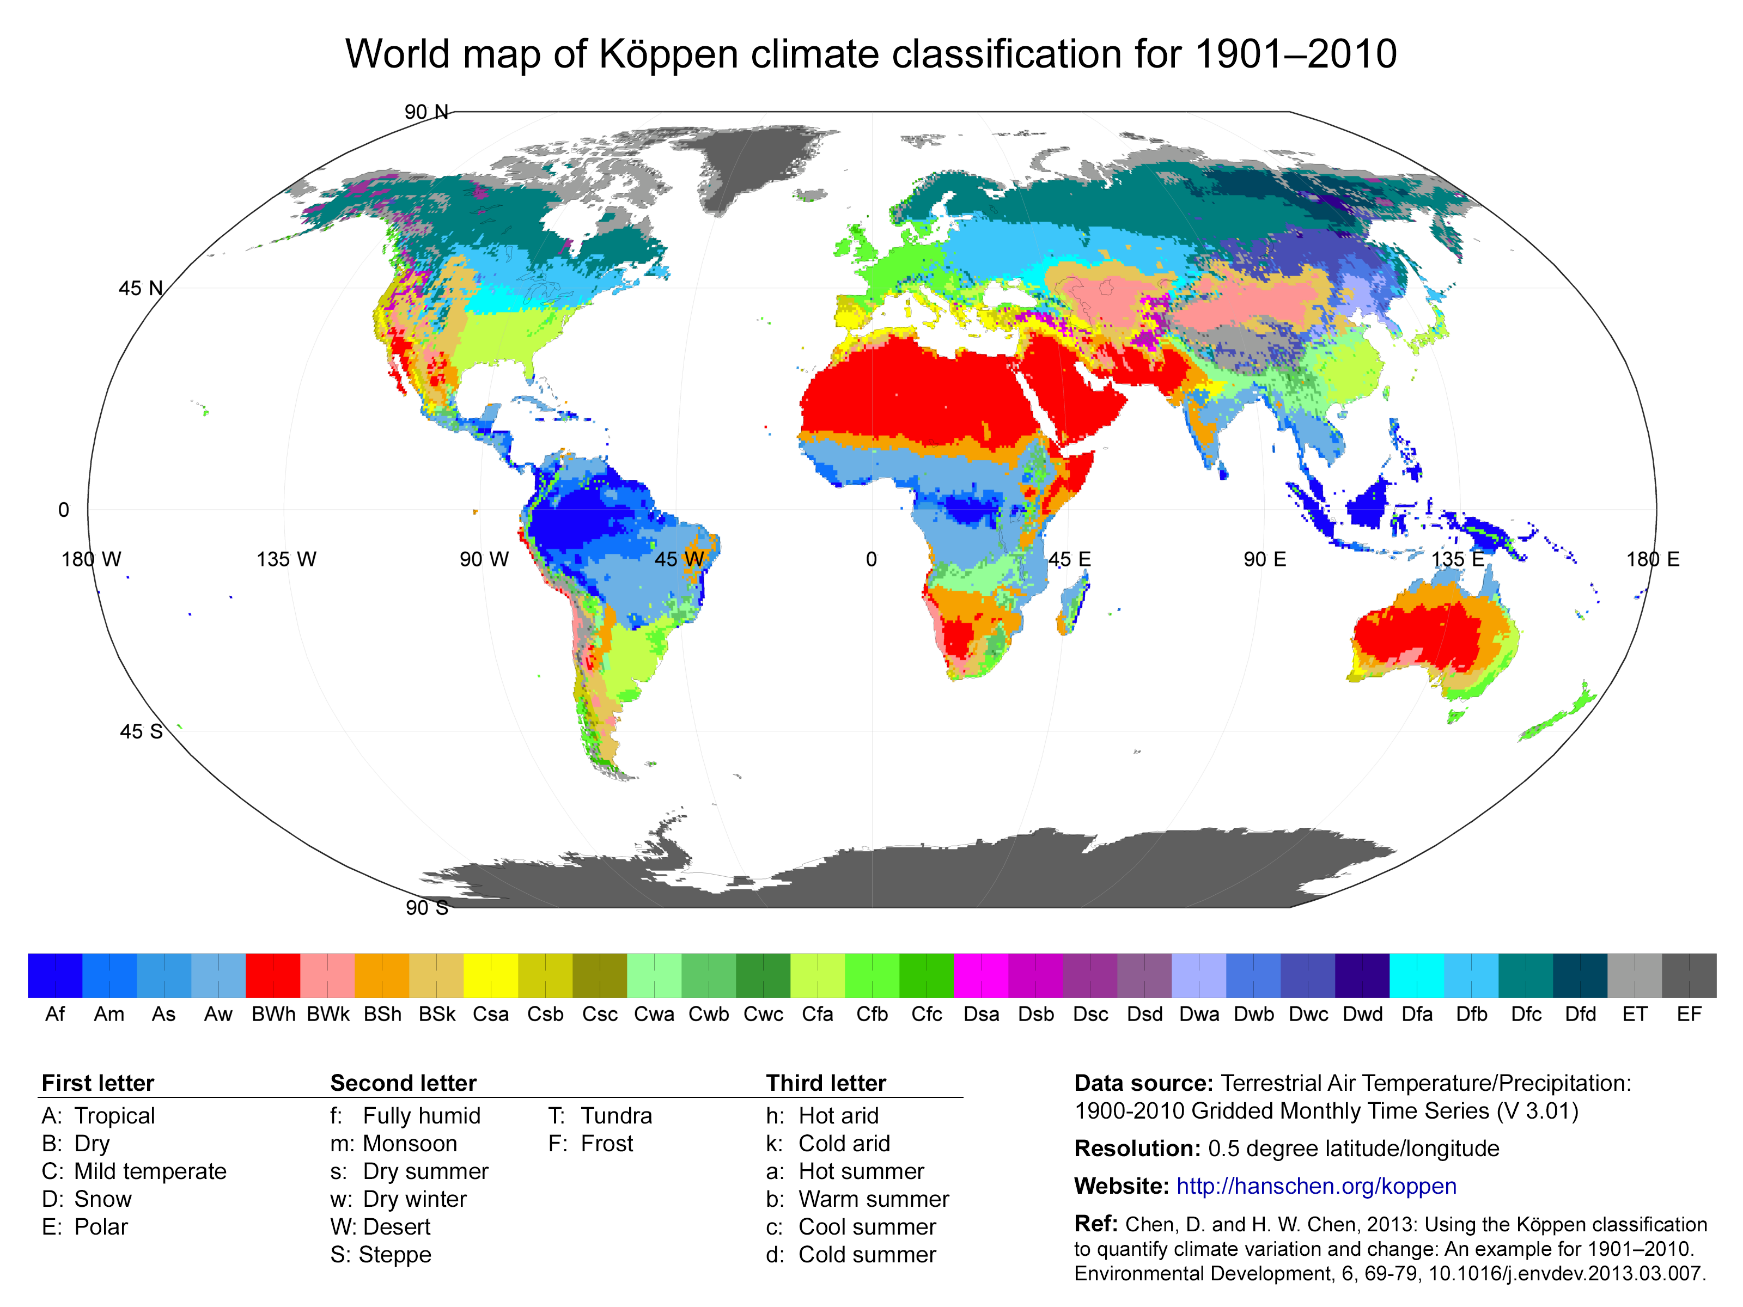 World map of Köppen climate classification for 1901–2010
90 N
45 N
0
180 W
135 W
90 W
45 W
0
45 E
90 E
135 E
180 E
45 S
90 S
Af Am As Aw BWh BWk BSh BSk Csa Csb Csc Cwa Cwb Cwc Cfa Cfb Cfc Dsa Dsb Dsc Dsd Dwa Dwb Dwc Dwd Dfa Dfb Dfc Dfd ET EF
First letter
A: Tropical
B: Dry
C: Mild temperate
D: Snow
E: Polar
Second letter
f: Fully humid
m: Monsoon
s: Dry summer
w: Dry winter
W: Desert
S: Steppe
T: Tundra
F: Frost
Third letter
h: Hot arid
k: Cold arid
a: Hot summer
b: Warm summer
c: Cool summer
d: Cold summer
Data source: Terrestrial Air Temperature/Precipitation:
1900-2010 Gridded Monthly Time Series (V 3.01)
Resolution: 0.5 degree latitude/longitude
Website: http://hanschen.org/koppen
Ref: Chen, D. and H. W. Chen, 2013: Using the Köppen classification
to quantify climate variation and change: An example for 1901–2010.
Environmental Development, 6, 69-79, 10.1016/j.envdev.2013.03.007.